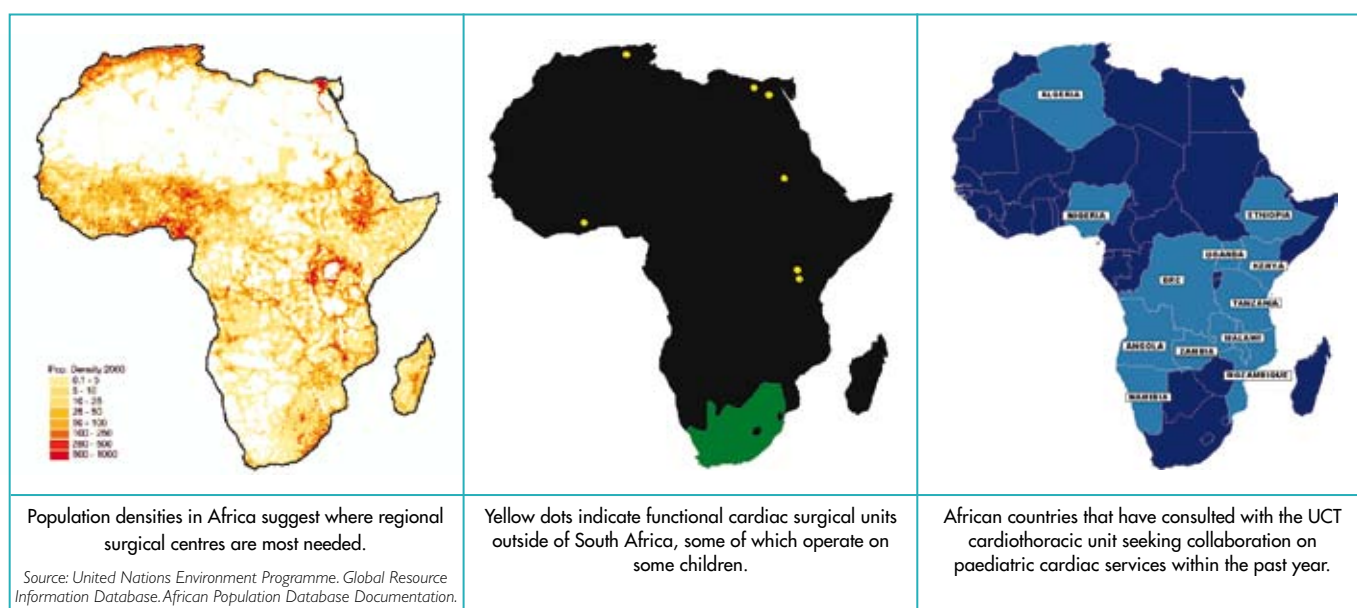 Pop. Density 2000
0.1 - 5
5 - 10
10 - 25
25 - 50
50 - 100
100 - 250
250 - 500
500 - 1000
ALGERIA
NIGERIA
ETHIOPIA
UGANDA
KENYA
DRC
TANZANIA
ANGOLA
MALAWI
ZAMBIA
MOZAMBIQUE
NAMIBIA
Population densities in Africa suggest where regional
surgical centres are most needed.
Source: United Nations Environment Programme. Global Resource
Information Database. African Population Database Documentation.
Yellow dots indicate functional cardiac surgical units
outside of South Africa, some of which operate on
some children.
African countries that have consulted with the UCT
cardiothoracic unit seeking collaboration on
paediatric cardiac services within the past year.